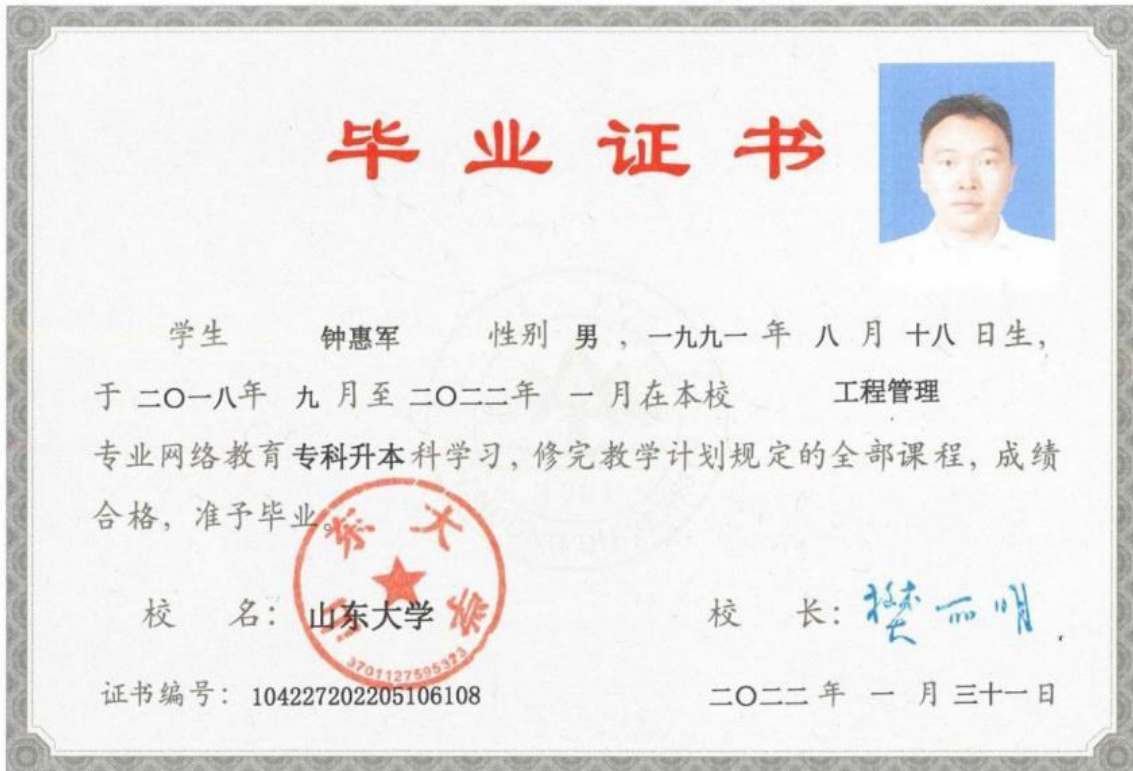 毕业证书
学生 钟惠军 性别 男 ，一九九一 年 八 月 十八 日生，
于 二〇一八年 九 月至 二〇二二年 一 月在本校 工程管理
专业网络教育 专科升本 科学习，修完教学计划规定的全部课程，成绩
合格，准予毕业。
校 名： 山东大学 校 长： 樊丽明
山东大学
3701127595323
证书编号： 104227202205106108 二〇二二 年 一 月 三十一 日